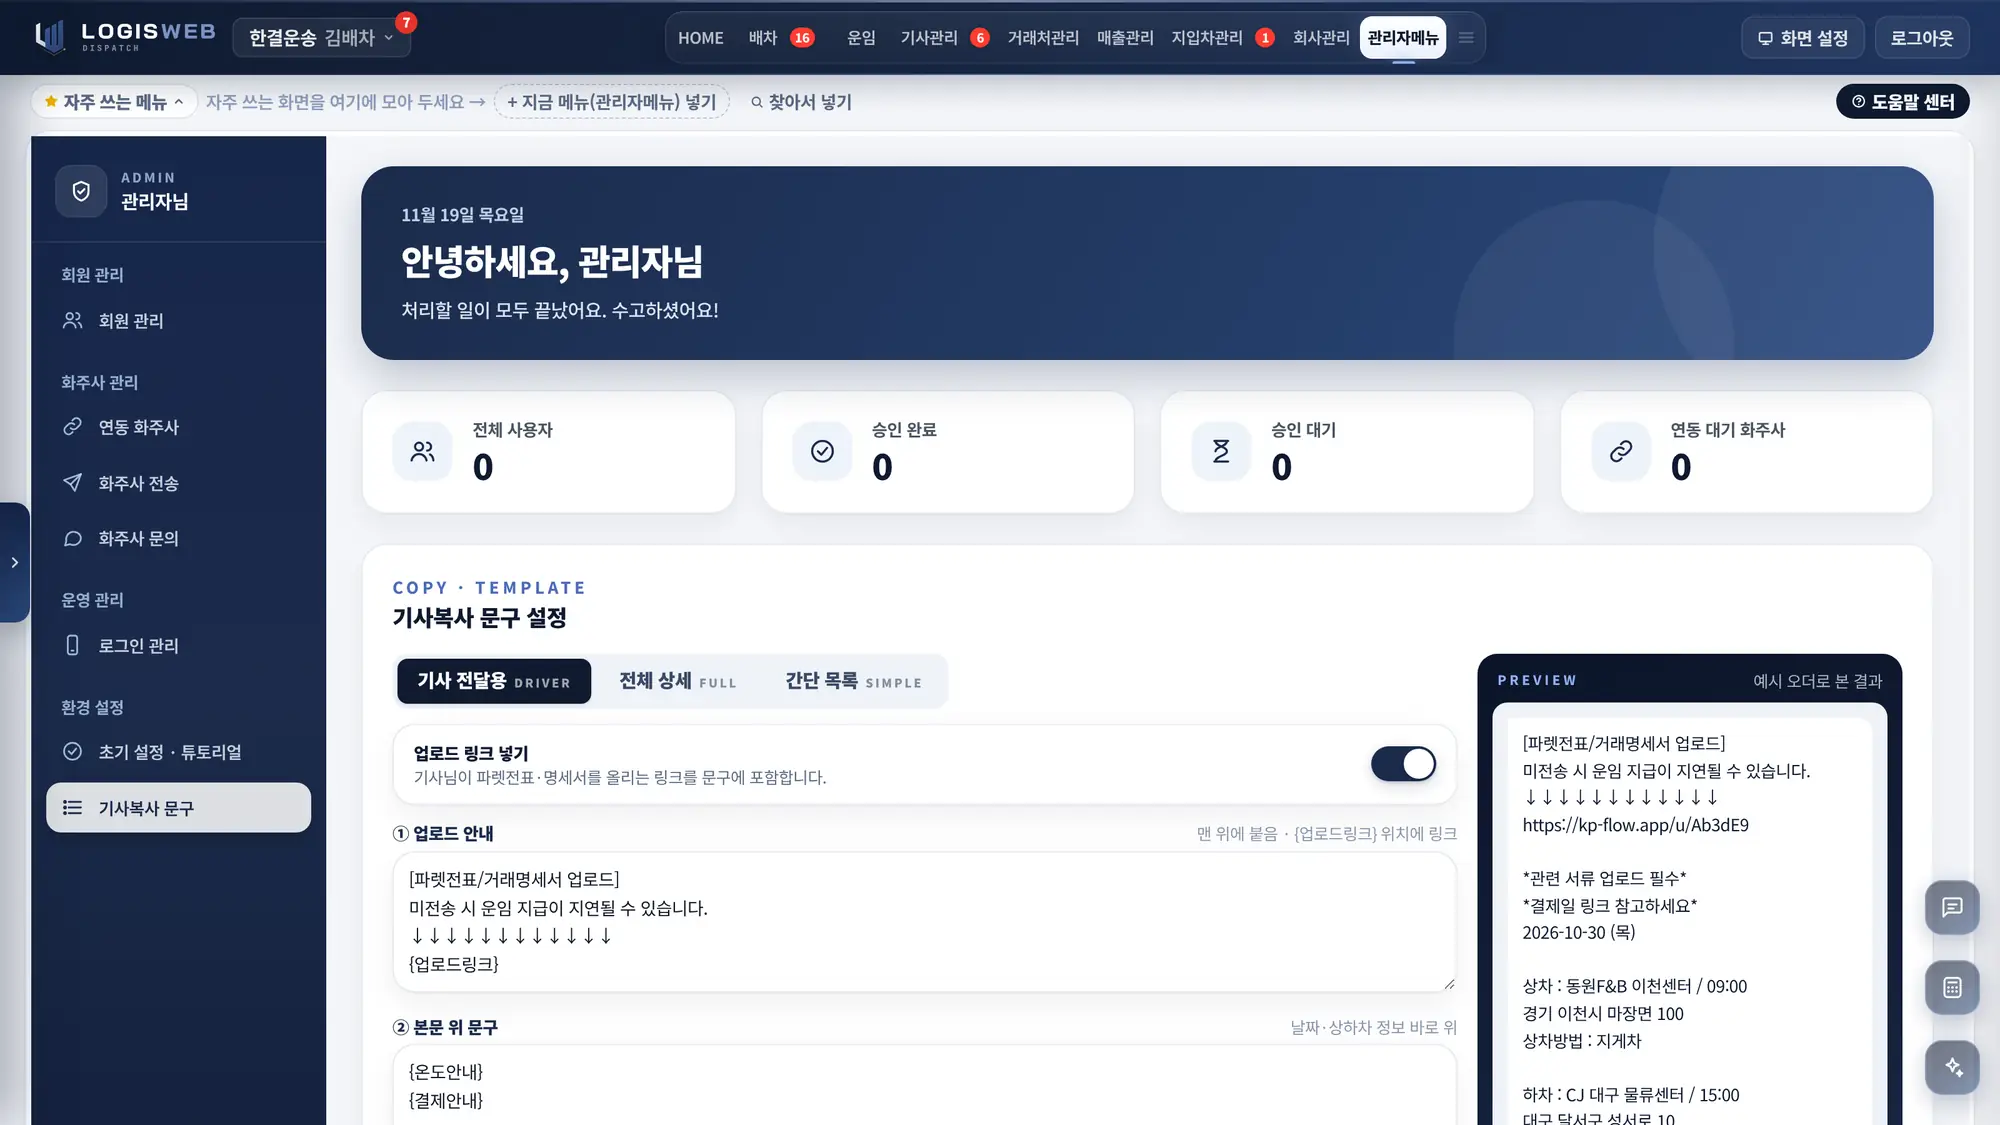 LOGISWEB
DISPATCH
한결운송 김배차
7
HOME
배차 16
운임
기사관리 6
거래처관리
매출관리
지입차관리 1
회사관리
관리자메뉴
화면 설정
로그아웃
자주 쓰는 메뉴
자주 쓰는 화면을 여기에 모아 두세요 →
+ 지금 메뉴(관리자메뉴) 넣기
찾아서 넣기
도움말 센터
ADMIN
관리자님
회원 관리
회원 관리
화주사 관리
연동 화주사
화주사 전송
화주사 문의
운영 관리
로그인 관리
환경 설정
초기 설정 · 튜토리얼
기사복사 문구
11월 19일 목요일
안녕하세요, 관리자님
처리할 일이 모두 끝났어요. 수고하셨어요!
전체 사용자
0
승인 완료
0
승인 대기
0
연동 대기 화주사
0
COPY · TEMPLATE
기사복사 문구 설정
기사 전달용 DRIVER
전체 상세 FULL
간단 목록 SIMPLE
업로드 링크 넣기
기사님이 파렛전표·명세서를 올리는 링크를 문구에 포함합니다.
① 업로드 안내
맨 위에 붙음 · {업로드링크} 위치에 링크
[파렛전표/거래명세서 업로드]
미전송 시 운임 지급이 지연될 수 있습니다.
↓↓↓↓↓↓↓↓↓↓↓↓
{업로드링크}
② 본문 위 문구
날짜·상하차 정보 바로 위
{온도안내}
{결제안내}
PREVIEW
예시 오더로 본 결과
[파렛전표/거래명세서 업로드]
미전송 시 운임 지급이 지연될 수 있습니다.
↓↓↓↓↓↓↓↓↓↓↓↓
https://kp-flow.app/u/Ab3dE9
*관련 서류 업로드 필수*
*결제일 링크 참고하세요*
2026-10-30 (목)
상차 : 동원F&B 이천센터 / 09:00
경기 이천시 마장면 100
상차방법 : 지게차
하차 : CJ 대구 물류센터 / 15:00
대구 달서구 성서로 10